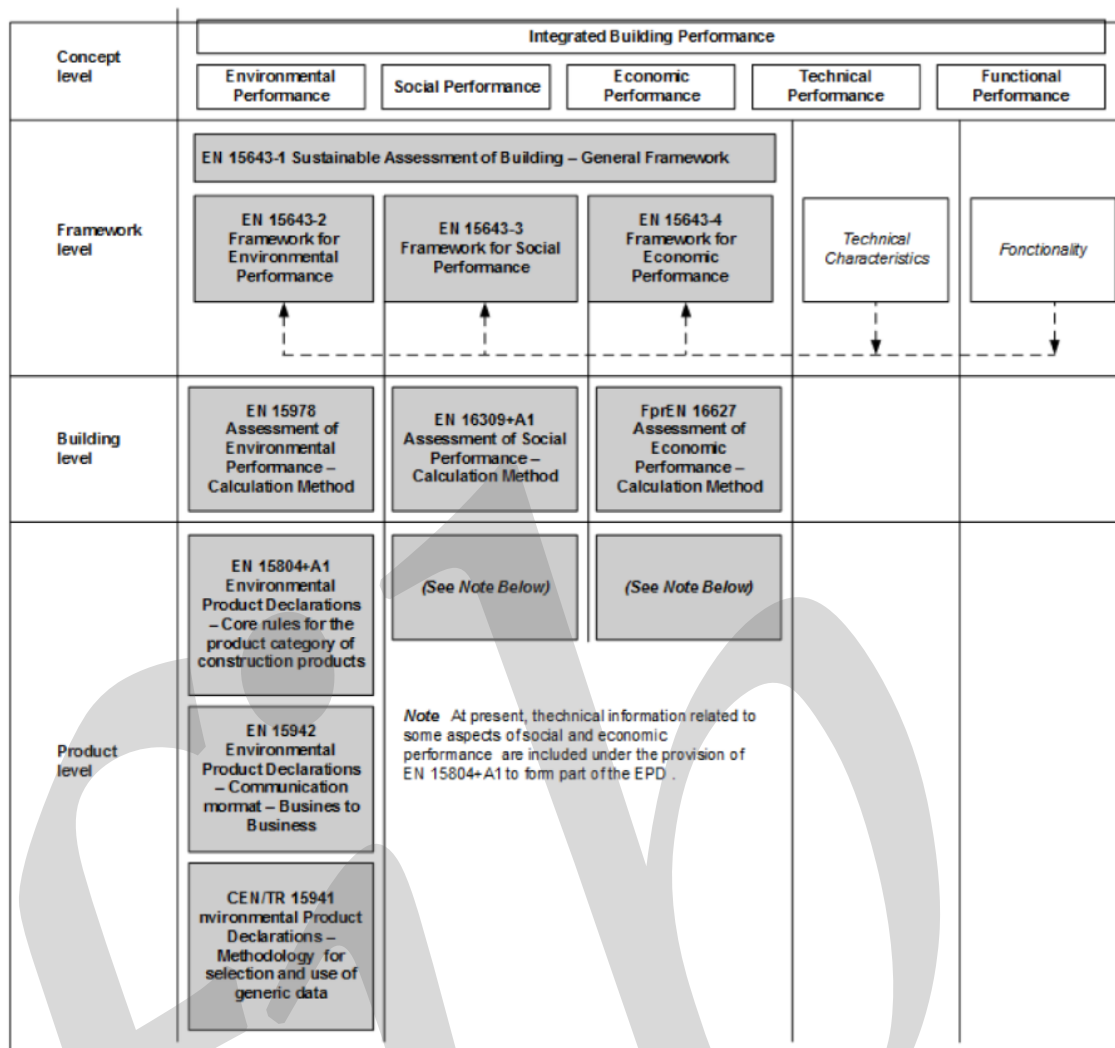 Concept
level
Integrated Building Performance
Environmental
Performance
Social Performance
Economic
Performance
Technical
Performance
Functional
Performance
Framework
level
EN 15643-1 Sustainable Assessment of Building – General Framework
EN 15643-2
Framework for
Environmental
Performance
EN 15643-3
Framework for Social
Performance
EN 15643-4
Framework for
Economic
Performance
Technical
Characteristics
Fonctionality
Building
level
EN 15978
Assessment of
Environmental
Performance –
Calculation Method
EN 16309+A1
Assessment of Social
Performance –
Calculation Method
FprEN 16627
Assessment of
Economic
Performance –
Calculation Method
Product
level
EN 15804+A1
Environmental
Product Declarations
– Core rules for the
product category of
construction products
(See Note Below)
(See Note Below)
EN 15942
Environmental
Product Declarations
– Communication
mormat – Busines to
Business
Note At present, thechnical information related to
some aspects of social and economic
performance are included under the provision of
EN 15804+A1 to form part of the EPD .
CEN/TR 15941
nvironmental Product
Declarations –
Methodology for
selection and use of
generic data